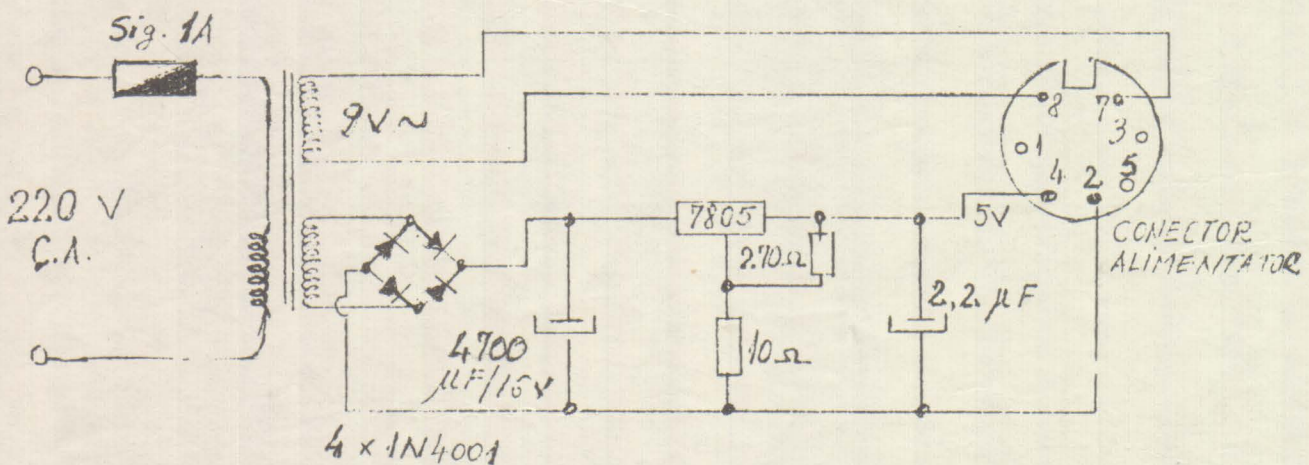 Sig. 1A
9V ~
220 V
C.A.
8
7
1
3
4
2
5
7805
5V
CONECTOR
ALIMENTATOR
270Ω
2,2 µF
4700
µF/16V
10Ω
4 × 1N4001